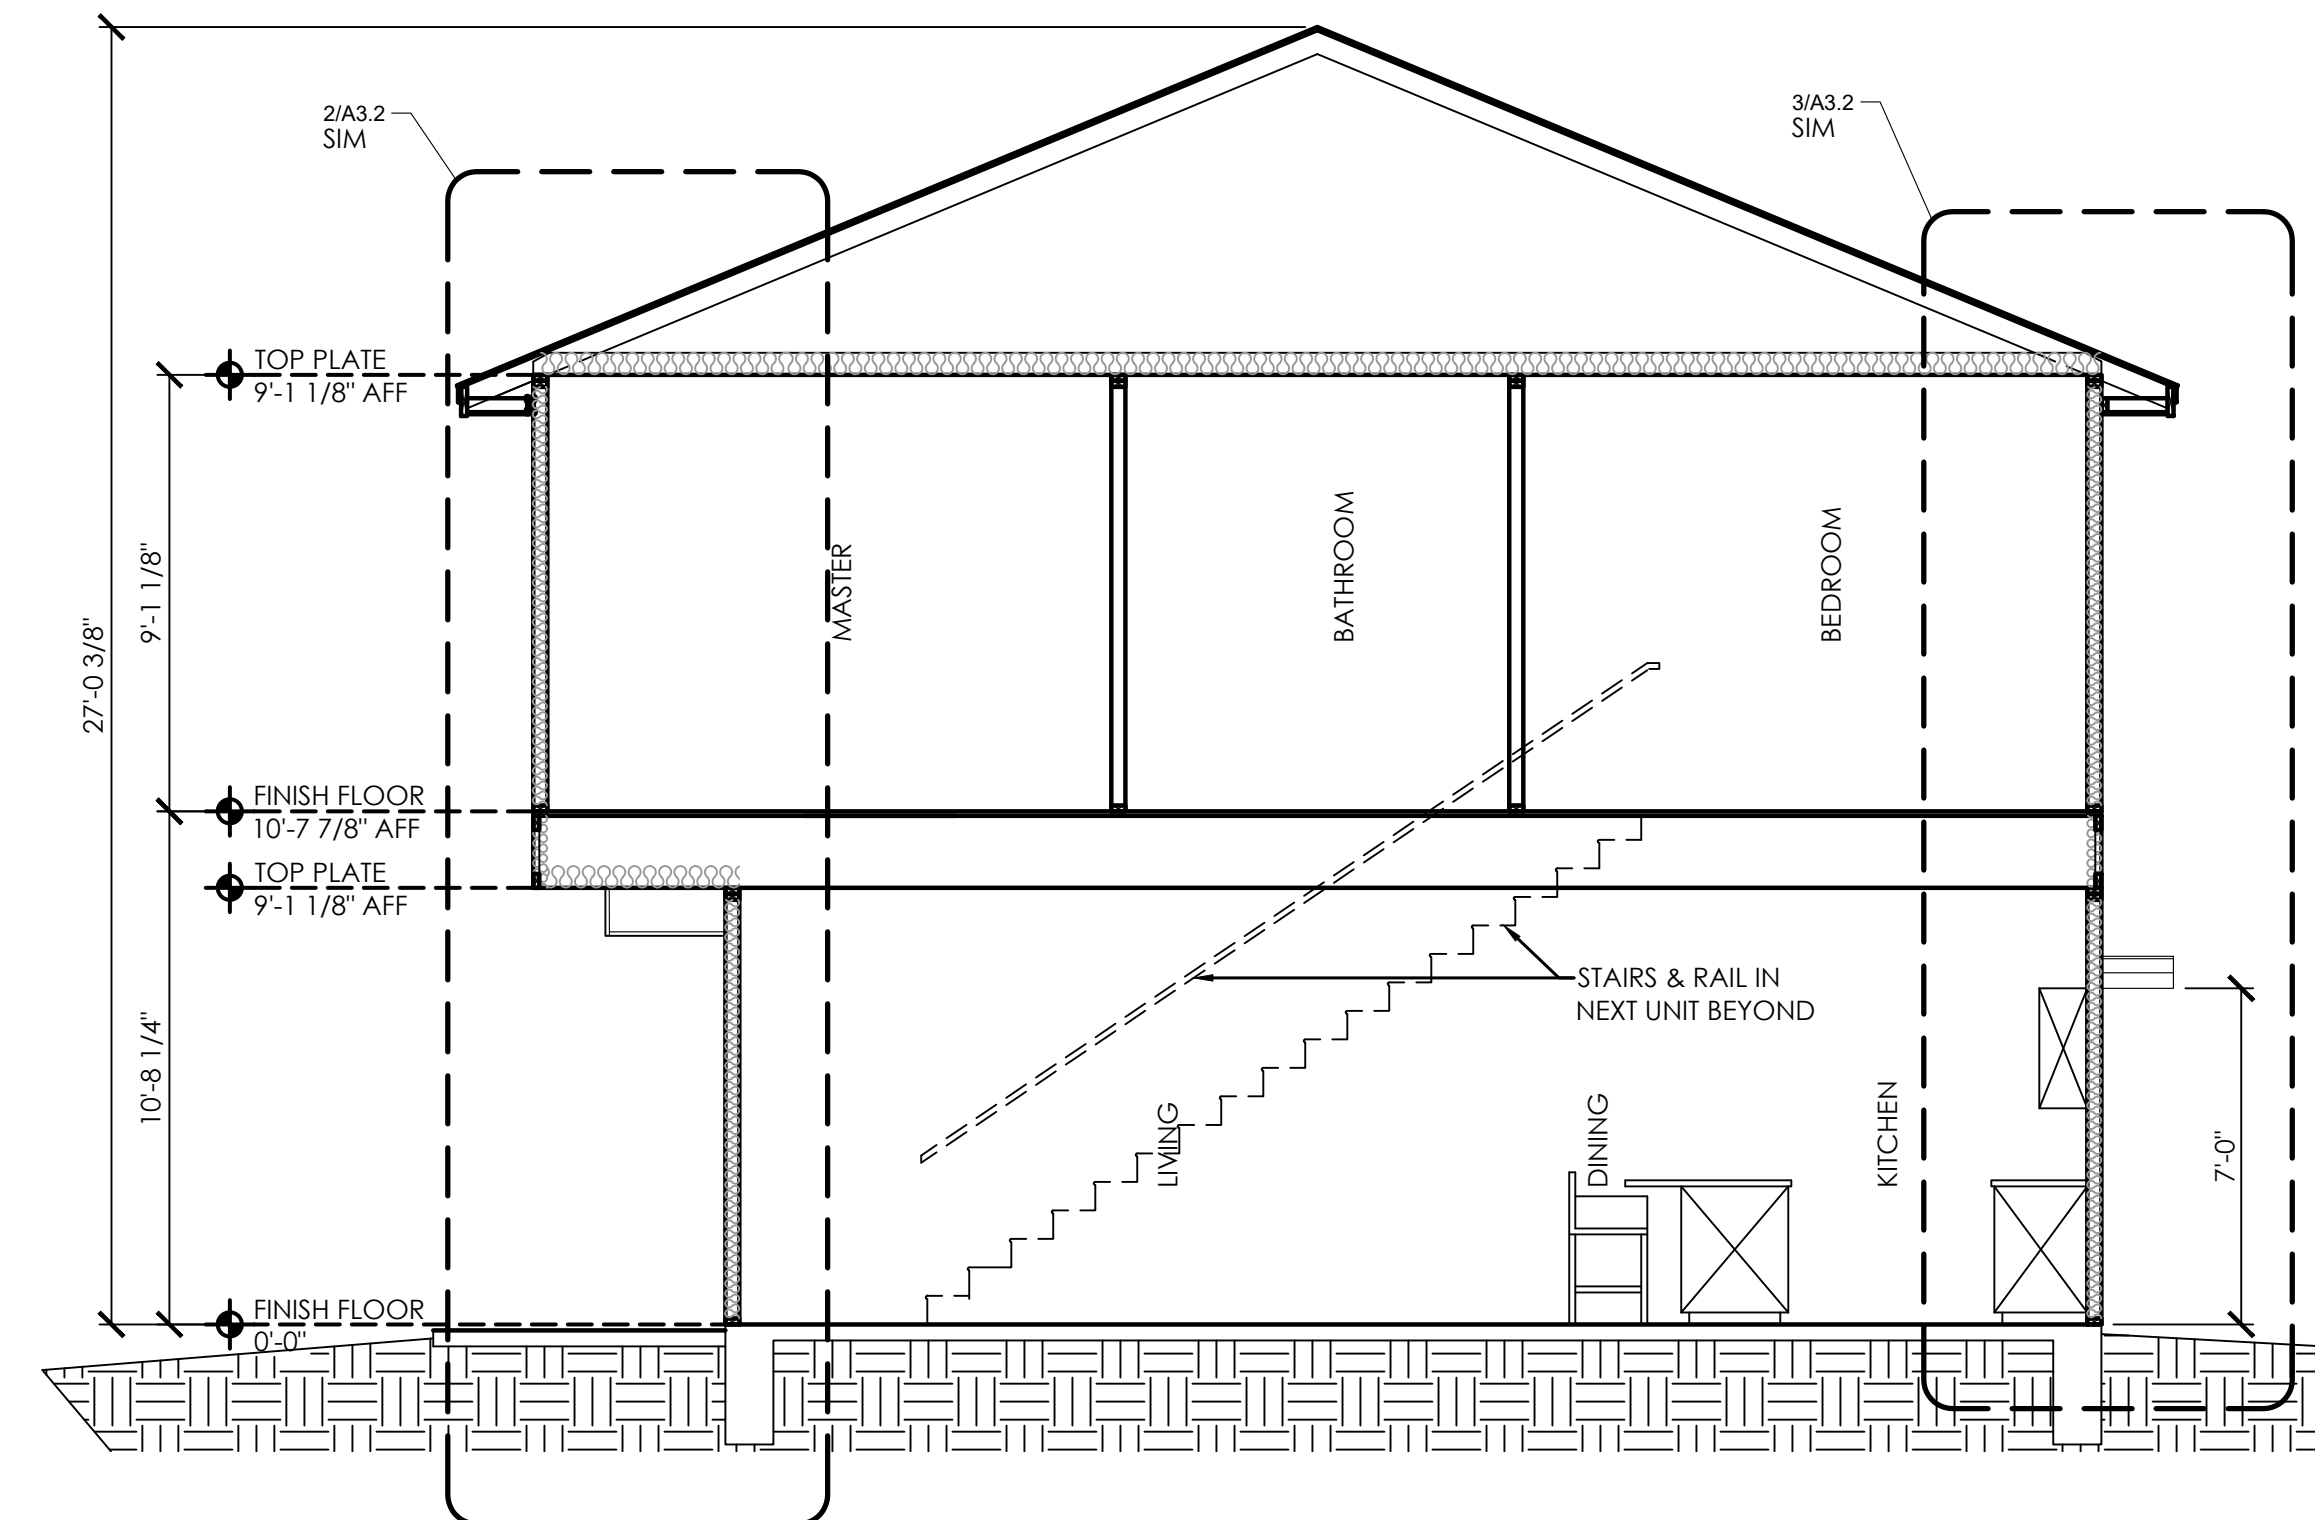 2/A3.2
SIM
3/A3.2
SIM
TOP PLATE
9'-1 1/8" AFF
MASTER
BATHROOM
BEDROOM
9'-1 1/8"
27'-0 3/8"
FINISH FLOOR
10'-7 7/8" AFF
TOP PLATE
9'-1 1/8" AFF
STAIRS & RAIL IN
NEXT UNIT BEYOND
10'-8 1/4"
LIVING
DINING
KITCHEN
7'-0"
FINISH FLOOR
0'-0"